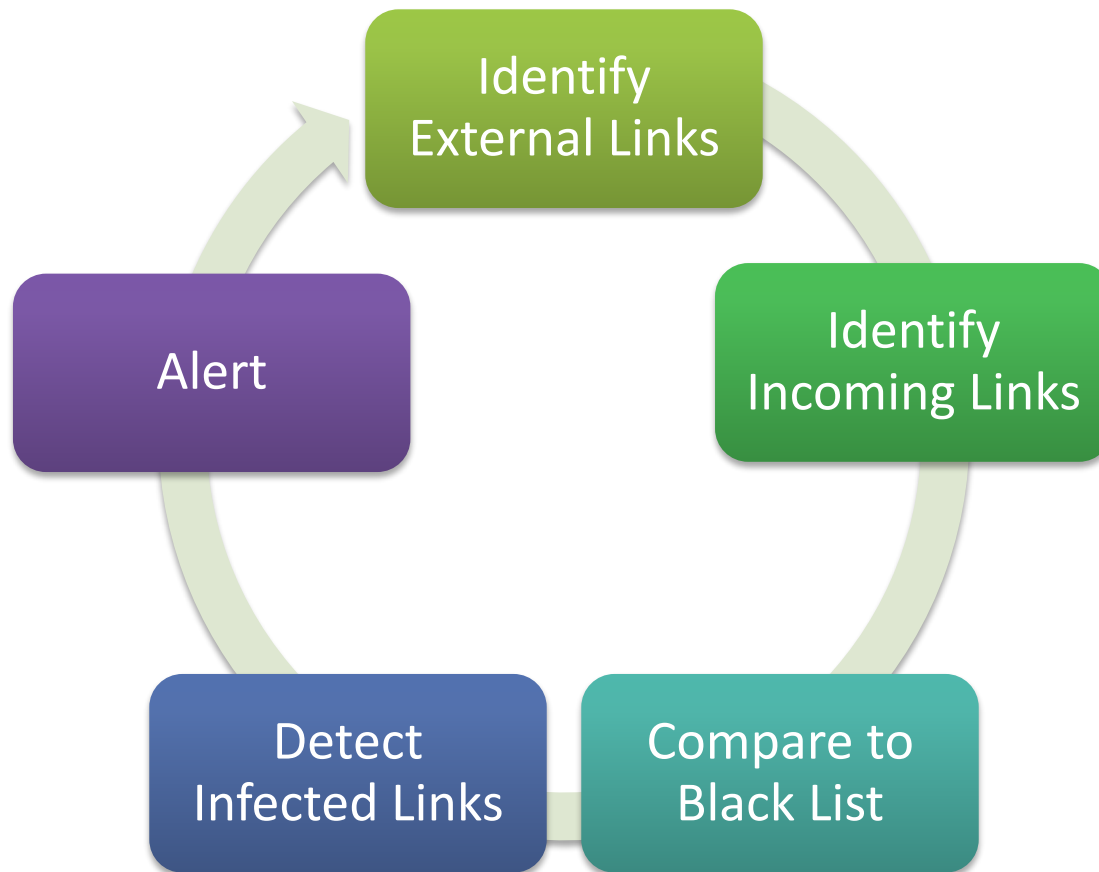 Identify
External Links
Identify
Incoming Links
Compare to
Black List
Detect
Infected Links
Alert